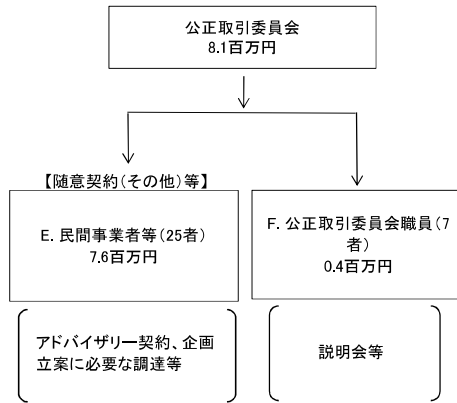 公正取引委員会
8.1百万円
【随意契約(その他)等】
E. 民間事業者等(25者)
7.6百万円
F. 公正取引委員会職員(7
者)
0.4百万円
アドバイザリー契約、企画
立案に必要な調達等
説明会等